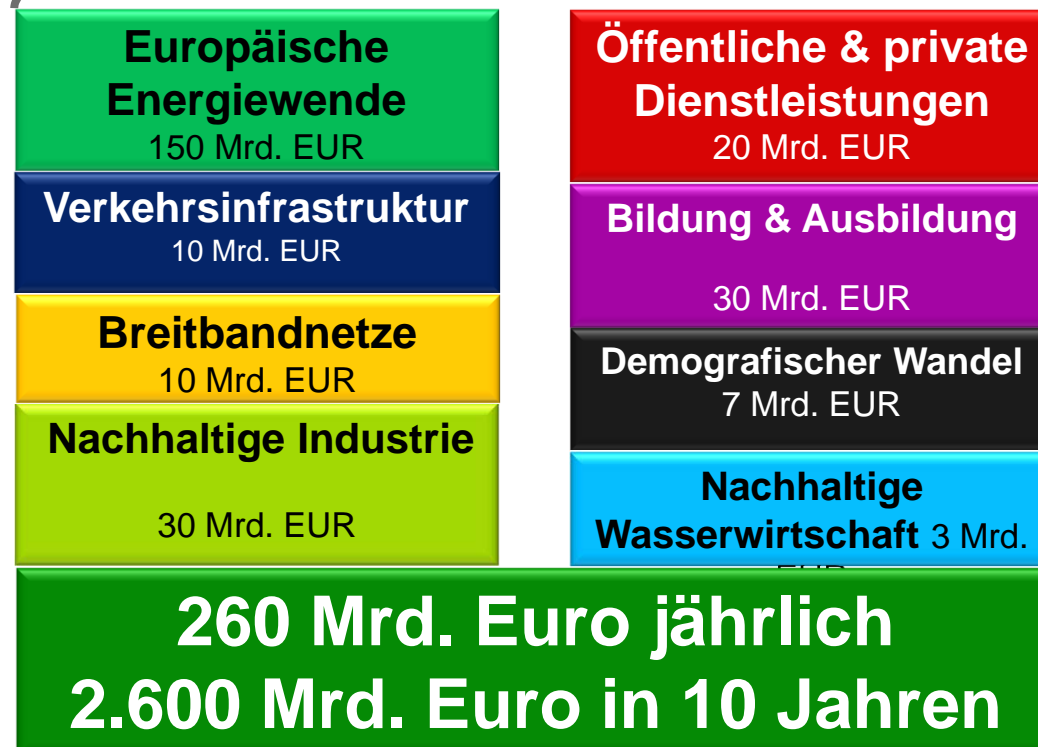 Europäische
Energiewende
150 Mrd. EUR
Verkehrsinfrastruktur
10 Mrd. EUR
Breitbandnetze
10 Mrd. EUR
Nachhaltige Industrie
30 Mrd. EUR
Öffentliche & private
Dienstleistungen
20 Mrd. EUR
Bildung & Ausbildung
30 Mrd. EUR
Demografischer Wandel
7 Mrd. EUR
Nachhaltige
Wasserwirtschaft 3 Mrd.
EUR
260 Mrd. Euro jährlich
2.600 Mrd. Euro in 10 Jahren